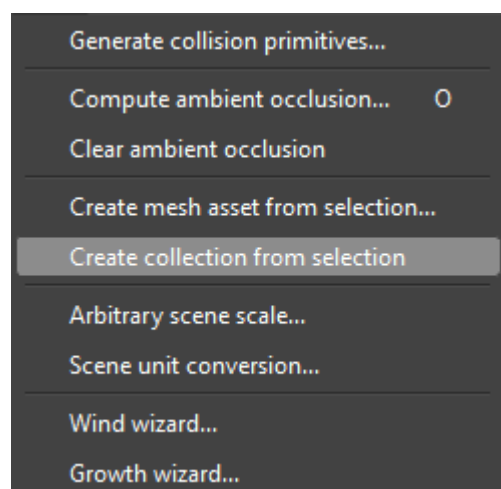 Generate collision primitives...
Compute ambient occlusion... O
Clear ambient occlusion
Create mesh asset from selection...
Create collection from selection
Arbitrary scene scale...
Scene unit conversion...
Wind wizard...
Growth wizard...